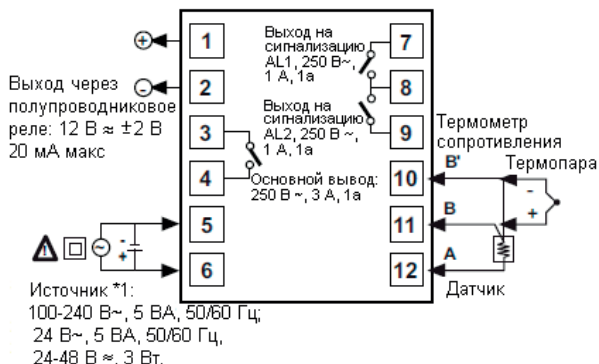 1
2
3
4
5
6
7
8
9
10
11
12
+
-
Выход через
полупроводниковое
реле: 12 В ≈ ±2 В
20 мА макс
Выход на
сигнализацию
AL1, 250 В~,
1 А, 1а
Выход на
сигнализацию
AL2, 250 В ~,
1 А, 1а
Основной вывод:
250 В ~, 3 А, 1а
Термометр
сопротивления
Термопара
B'
B
A
-
+
Датчик
~
-
+
Источник *1:
100-240 В~, 5 ВА, 50/60 Гц;
24 В~, 5 ВА, 50/60 Гц,
24-48 В ≂, 3 Вт.